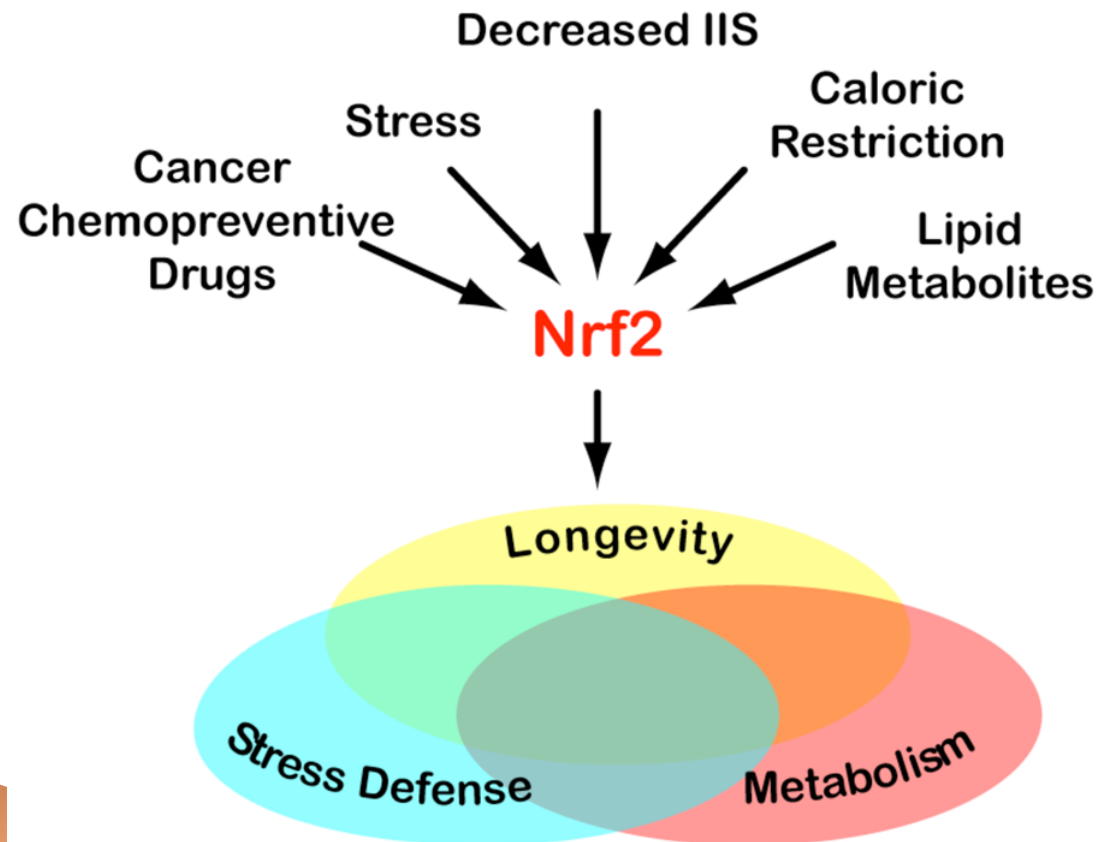 Decreased IIS
Stress
Caloric
Restriction
Cancer
Chemopreventive
Drugs
Lipid
Metabolites
Nrf2
Longevity
Stress Defense
Metabolism